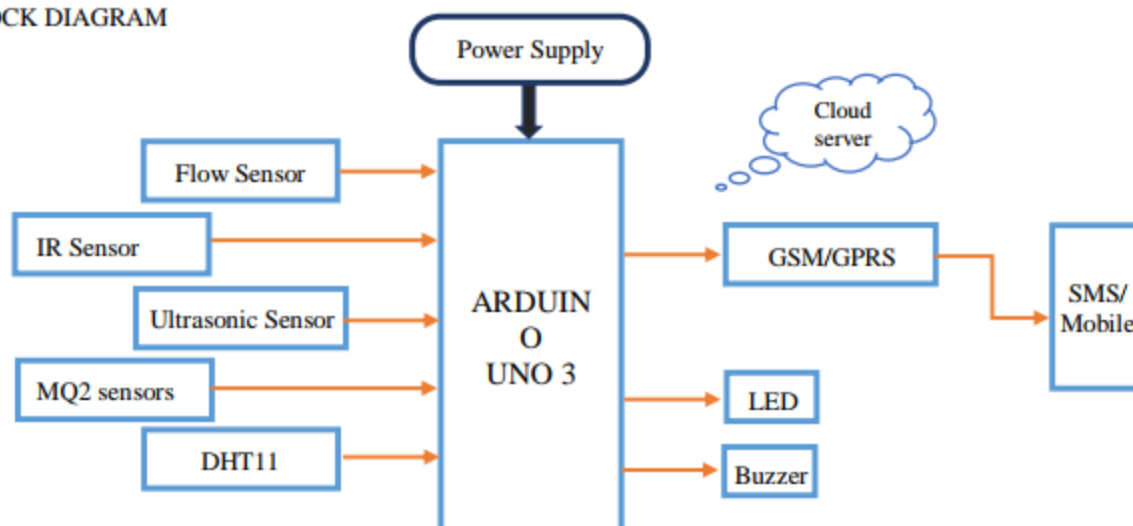 OCK DIAGRAM
Power Supply
Cloud
server
Flow Sensor
IR Sensor
Ultrasonic Sensor
MQ2 sensors
DHT11
ARDUIN
O
UNO 3
GSM/GPRS
SMS/
Mobile
LED
Buzzer